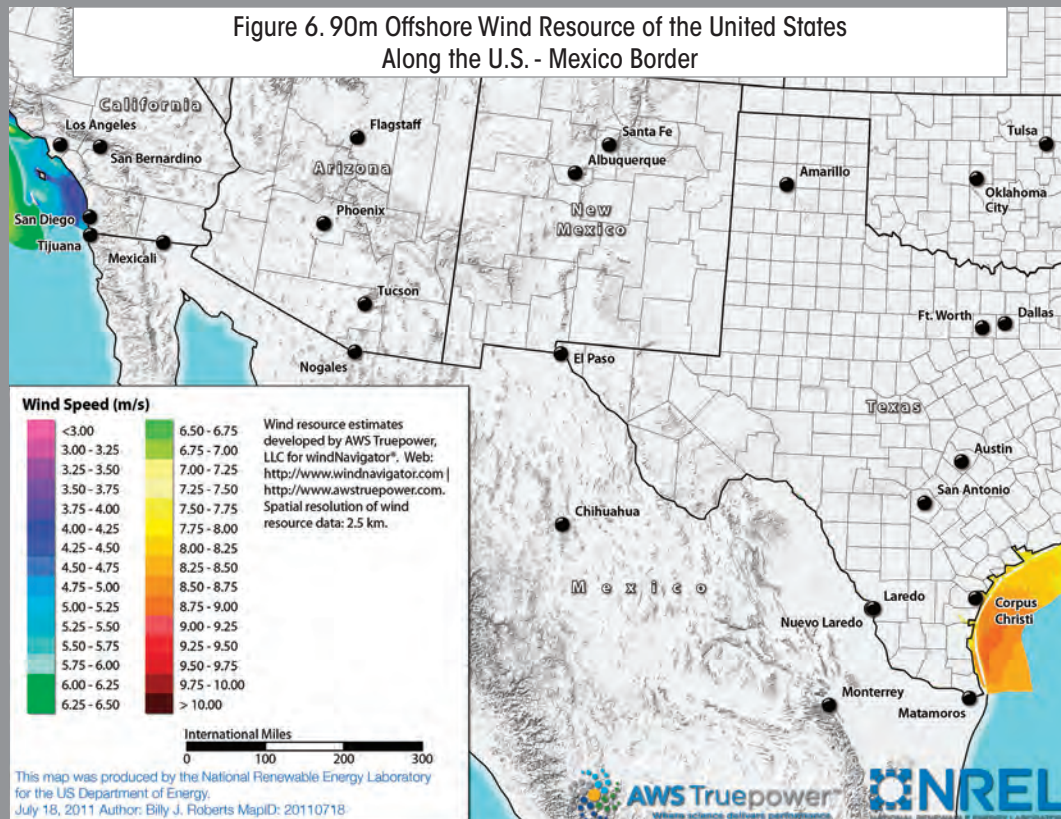 Figure 6. 90m Offshore Wind Resource of the United States
Along the U.S. - Mexico Border
California
Los Angeles
San Bernardino
San Diego
Tijuana
Mexicali
Flagstaff
Arizona
Phoenix
Tucson
Nogales
Santa Fe
Albuquerque
New
Mexico
El Paso
Amarillo
Tulsa
Oklahoma
City
Ft. Worth
Dallas
Texas
Austin
San Antonio
Chihuahua
Mexico
Laredo
Nuevo Laredo
Corpus
Christi
Monterrey
Matamoros
Wind Speed (m/s)
<3.00
3.00 - 3.25
3.25 - 3.50
3.50 - 3.75
3.75 - 4.00
4.00 - 4.25
4.25 - 4.50
4.50 - 4.75
4.75 - 5.00
5.00 - 5.25
5.25 - 5.50
5.50 - 5.75
5.75 - 6.00
6.00 - 6.25
6.25 - 6.50
6.50 - 6.75
6.75 - 7.00
7.00 - 7.25
7.25 - 7.50
7.50 - 7.75
7.75 - 8.00
8.00 - 8.25
8.25 - 8.50
8.50 - 8.75
8.75 - 9.00
9.00 - 9.25
9.25 - 9.50
9.50 - 9.75
9.75 - 10.00
> 10.00
Wind resource estimates
developed by AWS Truepower,
LLC for windNavigator®. Web:
http://www.windnavigator.com |
http://www.awstruepower.com.
Spatial resolution of wind
resource data: 2.5 km.
International Miles
0 100 200 300
This map was produced by the National Renewable Energy Laboratory
for the US Department of Energy.
July 18, 2011 Author: Billy J. Roberts MapID: 20110718
AWS Truepower™
Where science delivers performance.
NREL
NATIONAL RENEWABLE ENERGY LABORATORY